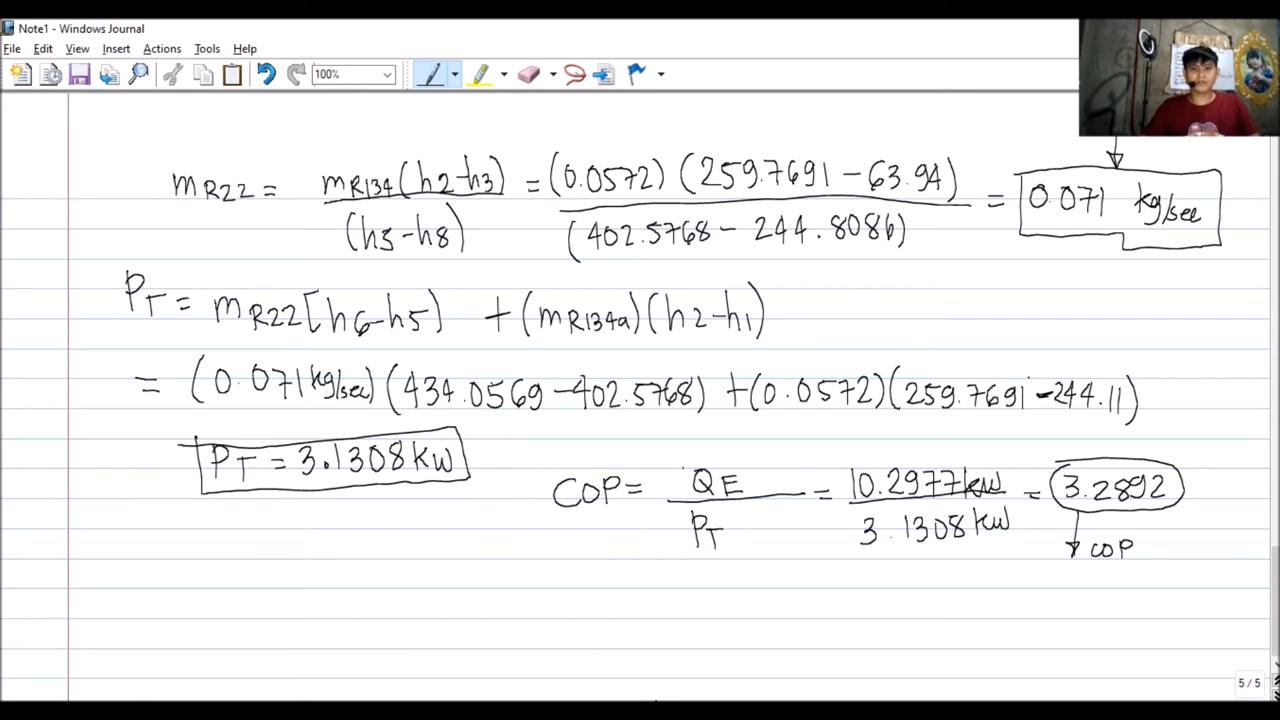 Note1 - Windows Journal
File Edit View Insert Actions Tools Help
100%
mR22 = mR134(h2-h3) = (0.0572) (259.7691 - 63.94) = 0.071 kg/sec
(h5-h8) (402.5768 - 244.8086)
PT = mR22[h6-h5) + (mR134a)(h2-h1)
= (0.071 kg/sec)(434.0569 - 402.5768) + (0.0572)(259.7691 - 244.11)
PT = 3.1308 kw
COP = QE = 10.2977 kw = 3.2892
PT 3.1308 kw
COP
5 / 5